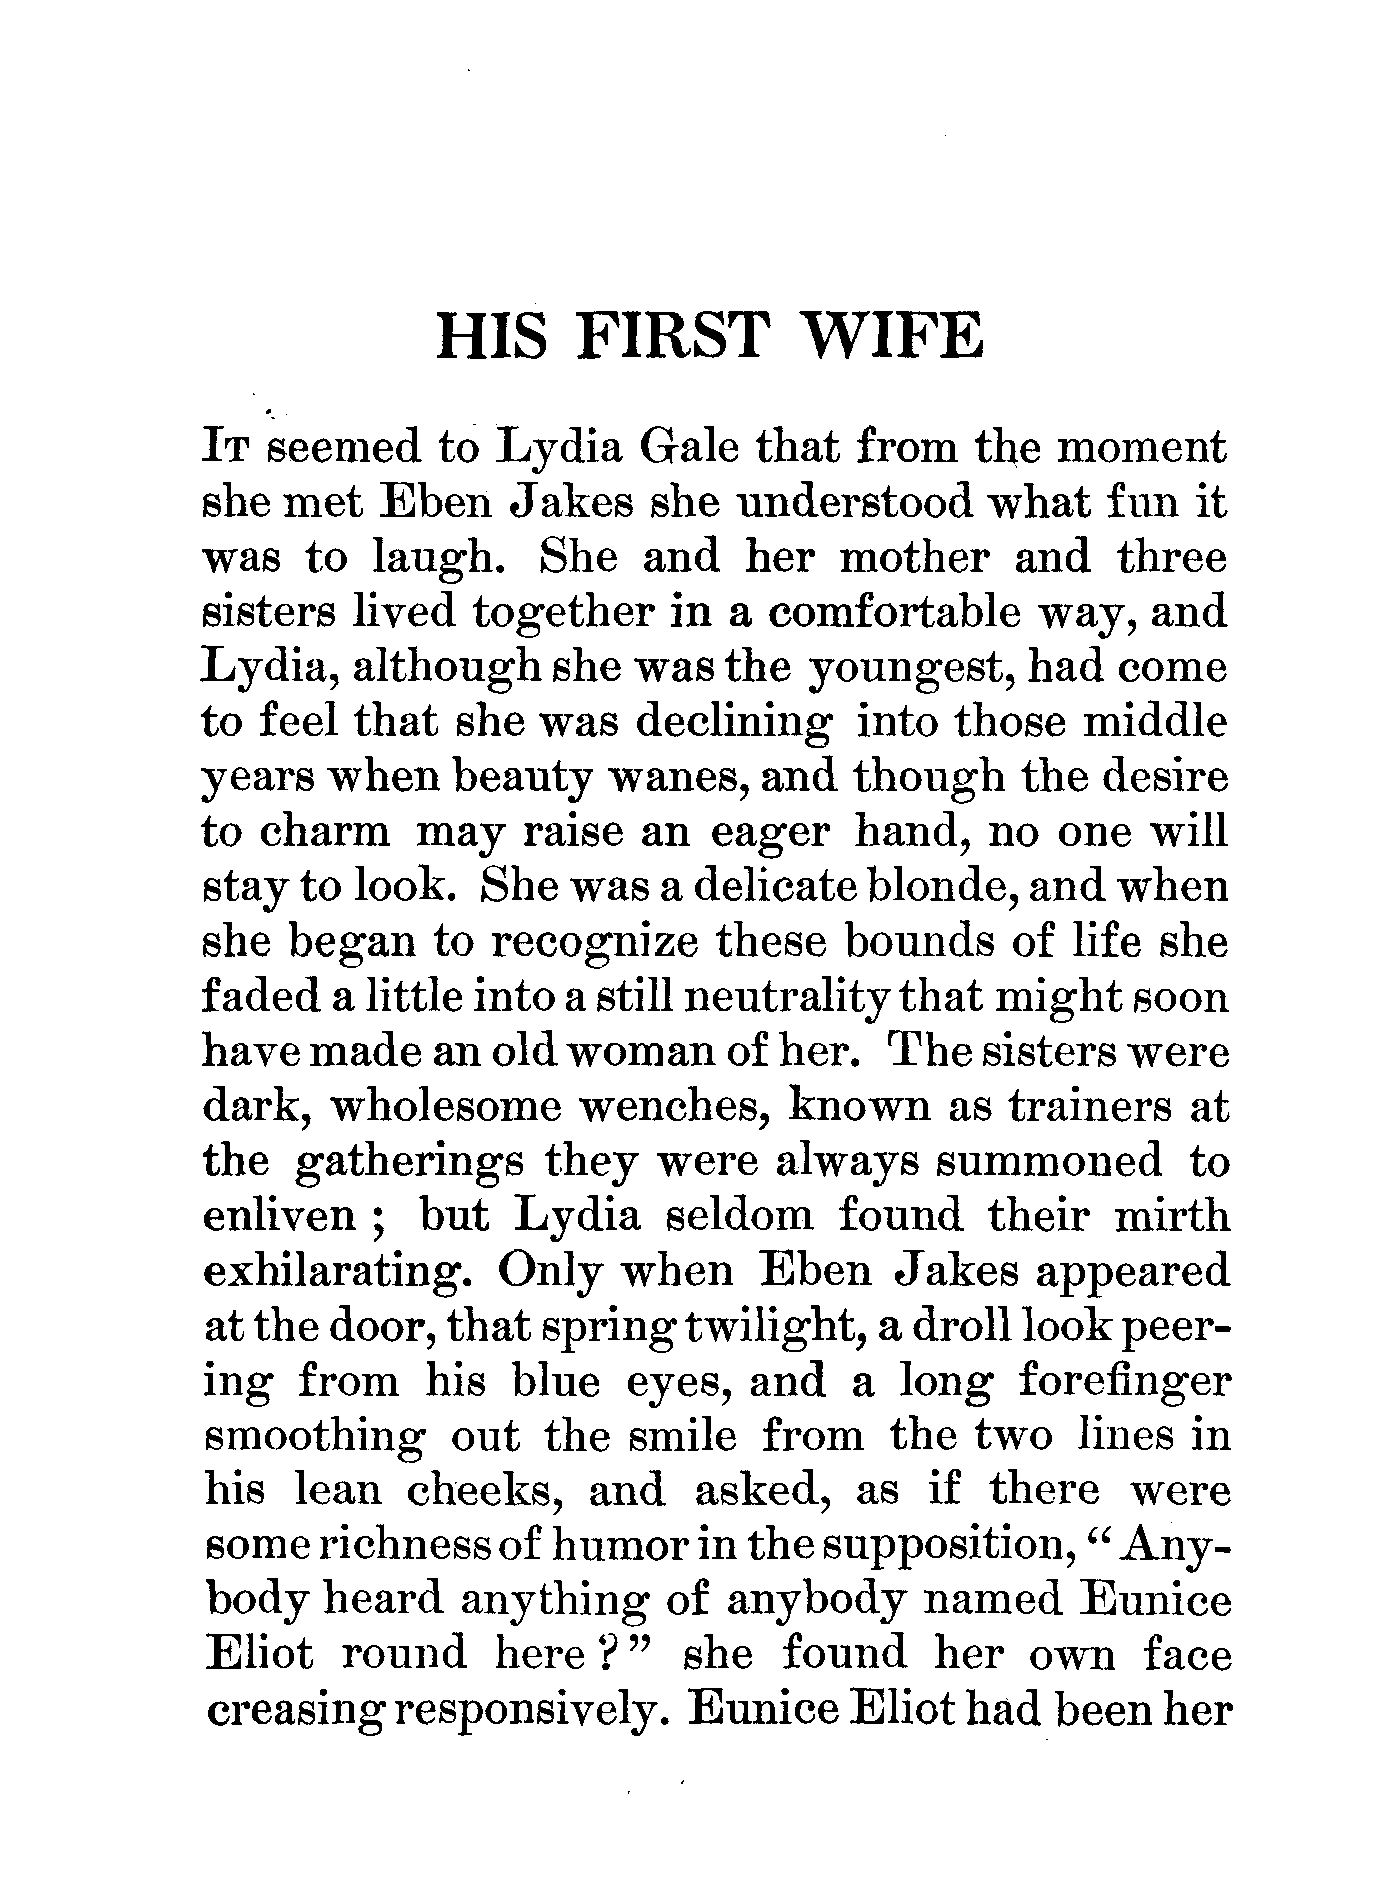 HIS FIRST WIFE
IT seemed to Lydia Gale that from the moment
she met Eben Jakes she understood what fun it
was to laugh. She and her mother and three
sisters lived together in a comfortable way, and
Lydia, although she was the youngest, had come
to feel that she was declining into those middle
years when beauty wanes, and though the desire
to charm may raise an eager hand, no one will
stay to look. She was a delicate blonde, and when
she began to recognize these bounds of life she
faded a little into a still neutrality that might soon
have made an old woman of her. The sisters were
dark, wholesome wenches, known as trainers at
the gatherings they were always summoned to
enliven ; but Lydia seldom found their mirth
exhilarating. Only when Eben Jakes appeared
at the door, that spring twilight, a droll look peer-
ing from his blue eyes, and a long forefinger
smoothing out the smile from the two lines in
his lean cheeks, and asked, as if there were
some richness of humor in the supposition, “Any-
body heard anything of anybody named Eunice
Eliot round here ?” she found her own face
creasing responsively. Eunice Eliot had been her